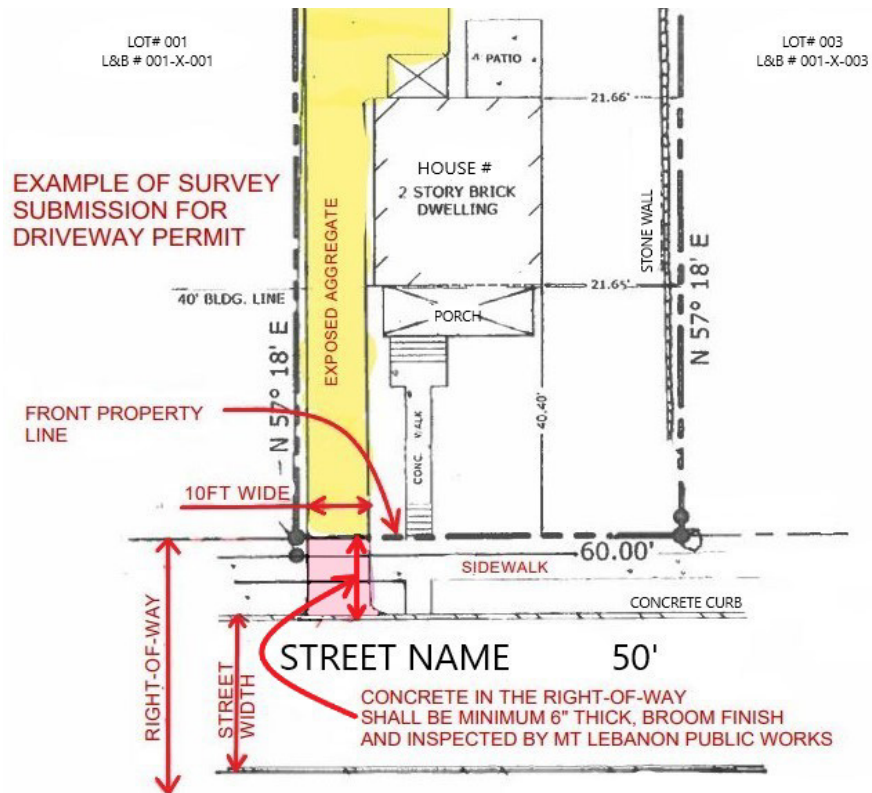 LOT# 001
L&B # 001-X-001
LOT# 003
L&B # 001-X-003
PATIO
21.66'
EXAMPLE OF SURVEY
SUBMISSION FOR
DRIVEWAY PERMIT
HOUSE #
2 STORY BRICK
DWELLING
STONE WALL
EXPOSED AGGREGATE
N 57° 18' E
40' BLDG. LINE
21.65'
PORCH
N 57° 18' E
FRONT PROPERTY
LINE
CONC. WALK
40.40'
10FT WIDE
60.00'
SIDEWALK
CONCRETE CURB
RIGHT-OF-WAY
STREET
WIDTH
STREET NAME 50'
CONCRETE IN THE RIGHT-OF-WAY
SHALL BE MINIMUM 6" THICK, BROOM FINISH
AND INSPECTED BY MT LEBANON PUBLIC WORKS